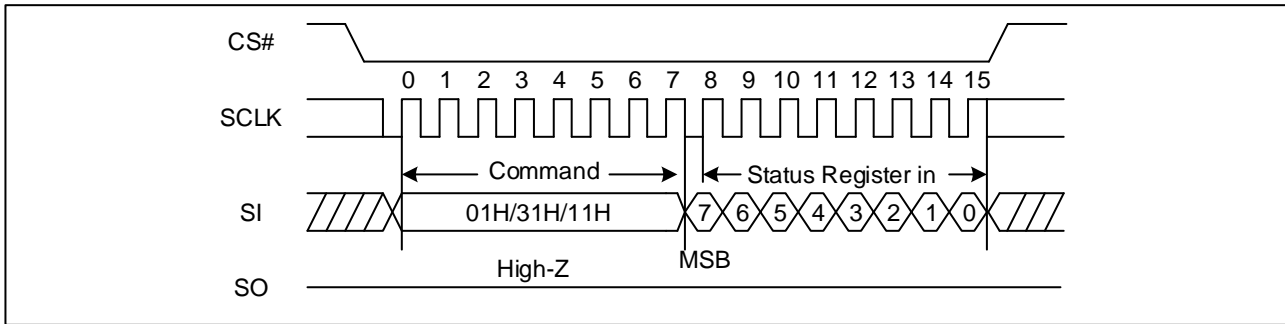 CS#
0 1 2 3 4 5 6 7 8 9 10 11 12 13 14 15
SCLK
Command Status Register in
SI 01H/31H/11H 7 6 5 4 3 2 1 0
High-Z MSB
SO